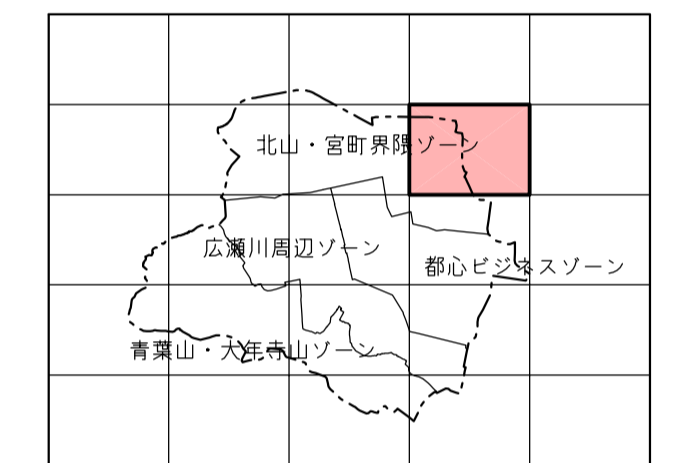 北山・宮町界隈ゾーン
広瀬川周辺ゾーン
都心ビジネスゾーン
青葉山・大年寺山ゾーン